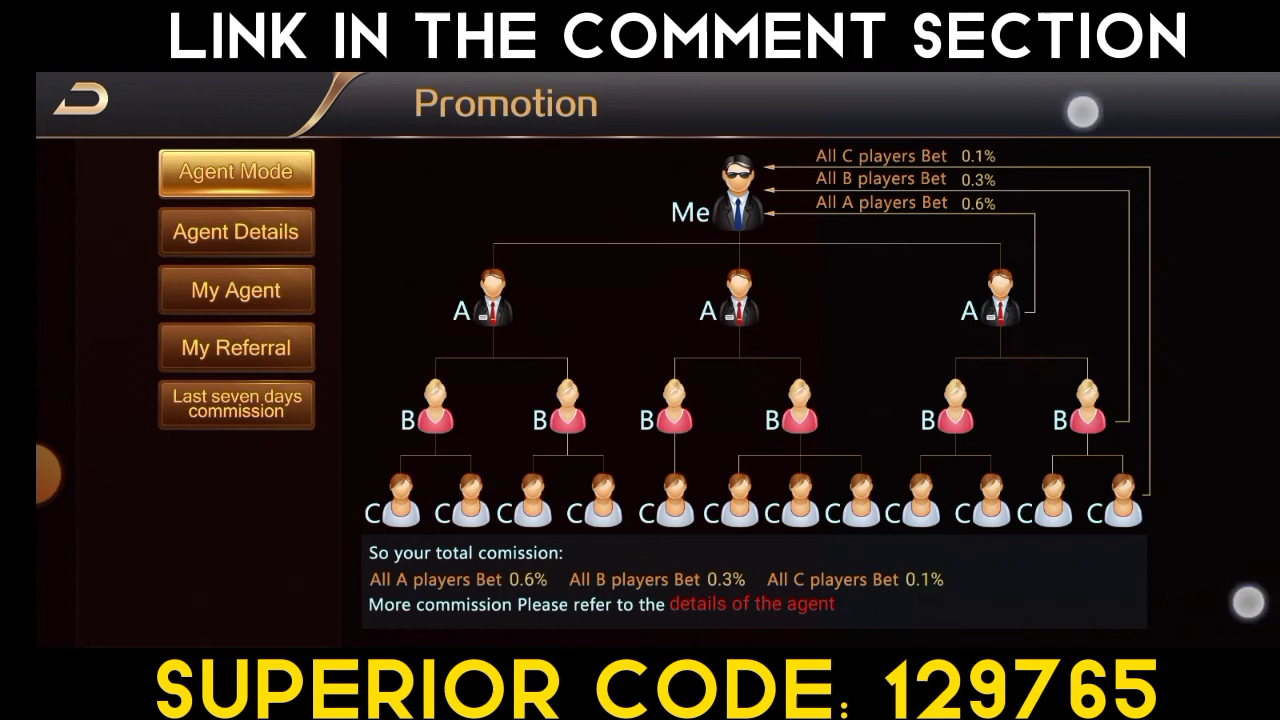 LINK IN THE COMMENT SECTION
Promotion
Agent Mode
Agent Details
My Agent
My Referral
Last seven days
commission
All C players Bet 0.1%
All B players Bet 0.3%
All A players Bet 0.6%
Me
A A A
B B B B B B
C C C C C C C C C C C C
So your total comission:
All A players Bet 0.6% All B players Bet 0.3% All C players Bet 0.1%
More commission Please refer to the details of the agent
SUPERIOR CODE: 129765